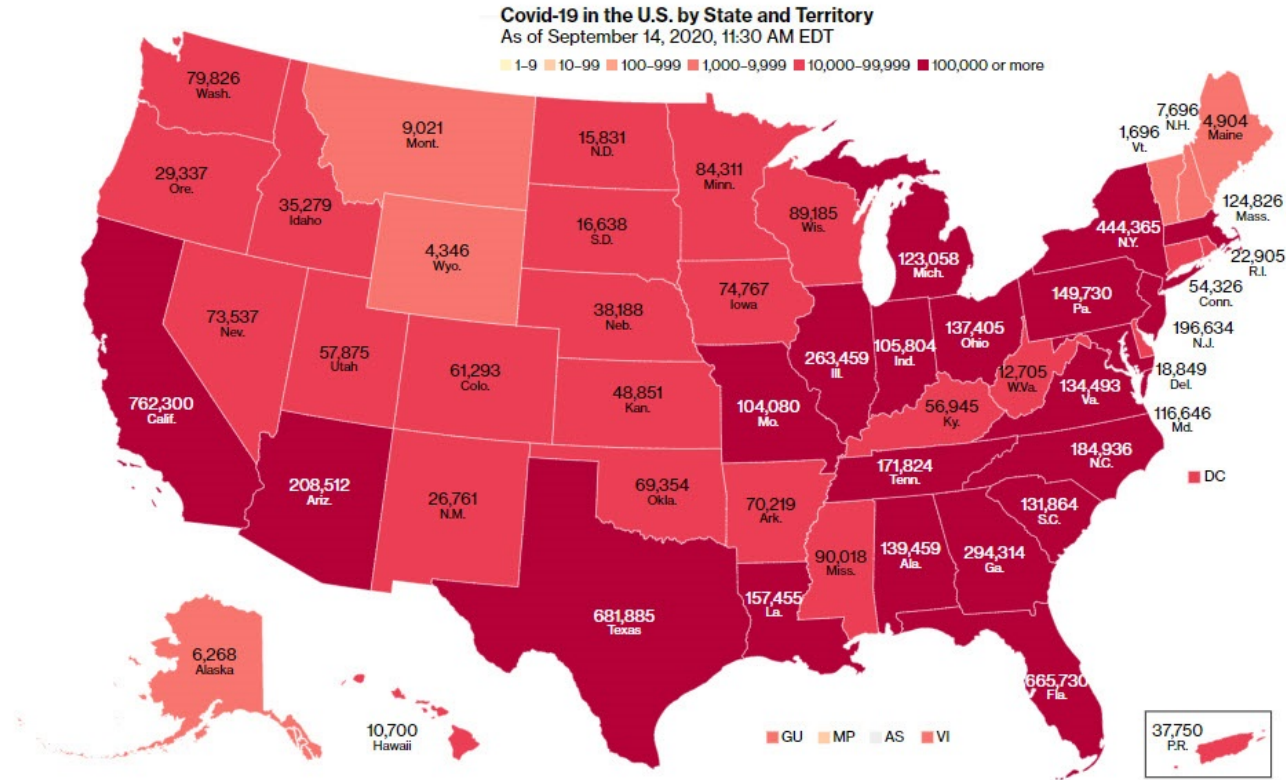 Covid-19 in the U.S. by State and Territory
As of September 14, 2020, 11:30 AM EDT
1–9 10–99 100–999 1,000–9,999 10,000–99,999 100,000 or more
79,826
Wash.
9,021
Mont.
15,831
N.D.
84,311
Minn.
7,696
N.H.
1,696
Vt.
4,904
Maine
29,337
Ore.
35,279
Idaho
16,638
S.D.
89,185
Wis.
124,826
Mass.
444,365
N.Y.
22,905
R.I.
4,346
Wyo.
123,058
Mich.
54,326
Conn.
74,767
Iowa
149,730
Pa.
73,537
Nev.
38,188
Neb.
137,405
Ohio
196,634
N.J.
57,875
Utah
61,293
Colo.
263,459
Ill.
105,804
Ind.
12,705
W.Va.
18,849
Del.
762,300
Calif.
48,851
Kan.
104,080
Mo.
56,945
Ky.
134,493
Va.
116,646
Md.
184,936
N.C.
208,512
Ariz.
26,761
N.M.
69,354
Okla.
171,824
Tenn.
DC
70,219
Ark.
131,864
S.C.
90,018
Miss.
139,459
Ala.
294,314
Ga.
681,885
Texas
157,455
La.
6,268
Alaska
665,730
Fla.
10,700
Hawaii
GU MP AS VI
37,750
P.R.